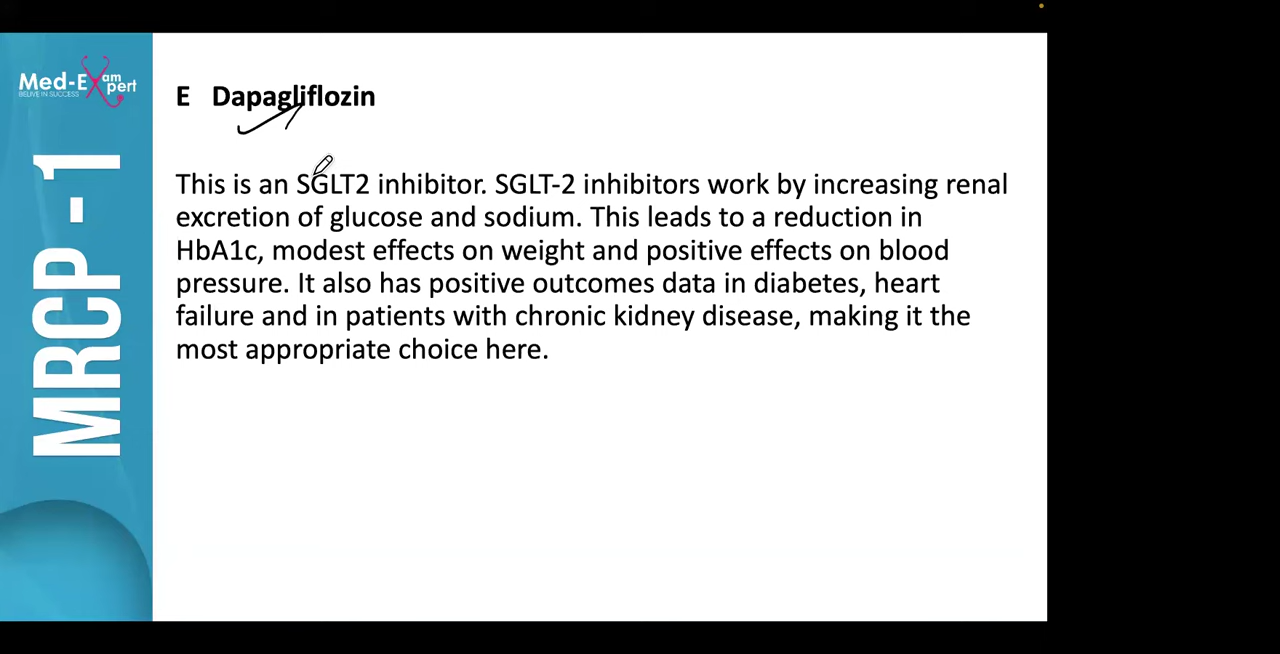 Med-Exam
pert
BELIVE IN SUCCESS
MRCP - 1
E Dapagliflozin
This is an SGLT2 inhibitor. SGLT-2 inhibitors work by increasing renal
excretion of glucose and sodium. This leads to a reduction in
HbA1c, modest effects on weight and positive effects on blood
pressure. It also has positive outcomes data in diabetes, heart
failure and in patients with chronic kidney disease, making it the
most appropriate choice here.